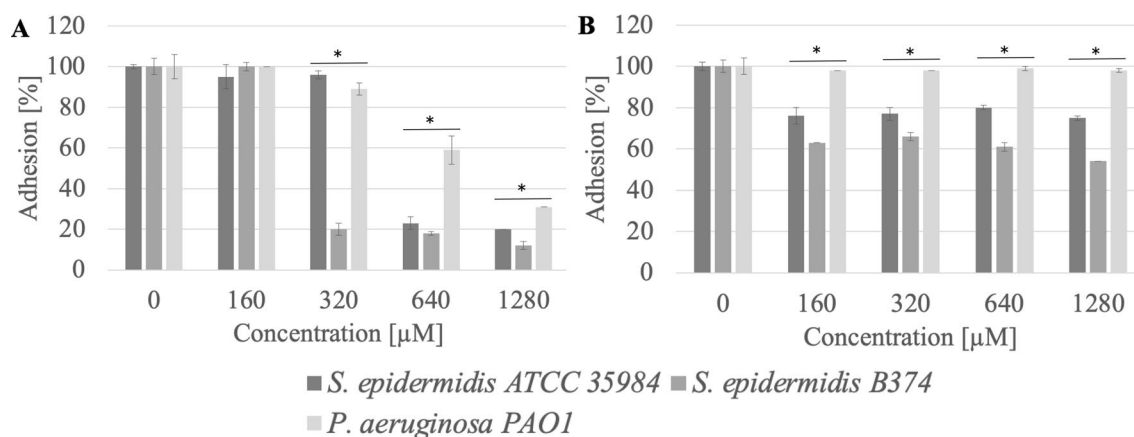 A
120
100
80
60
40
20
0
Adhesion [%]
*
*
*
0 160 320 640 1280
Concentration [µM]
B
120
100
80
60
40
20
0
Adhesion [%]
* * * *
0 160 320 640 1280
Concentration [µM]
S. epidermidis ATCC 35984 S. epidermidis B374
P. aeruginosa PAO1